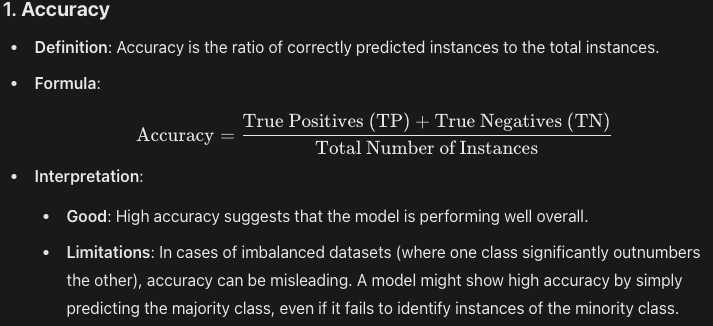 1. Accuracy
• Definition: Accuracy is the ratio of correctly predicted instances to the total instances.
• Formula:
Accuracy = True Positives (TP) + True Negatives (TN) / Total Number of Instances
• Interpretation:
• Good: High accuracy suggests that the model is performing well overall.
• Limitations: In cases of imbalanced datasets (where one class significantly outnumbers
the other), accuracy can be misleading. A model might show high accuracy by simply
predicting the majority class, even if it fails to identify instances of the minority class.